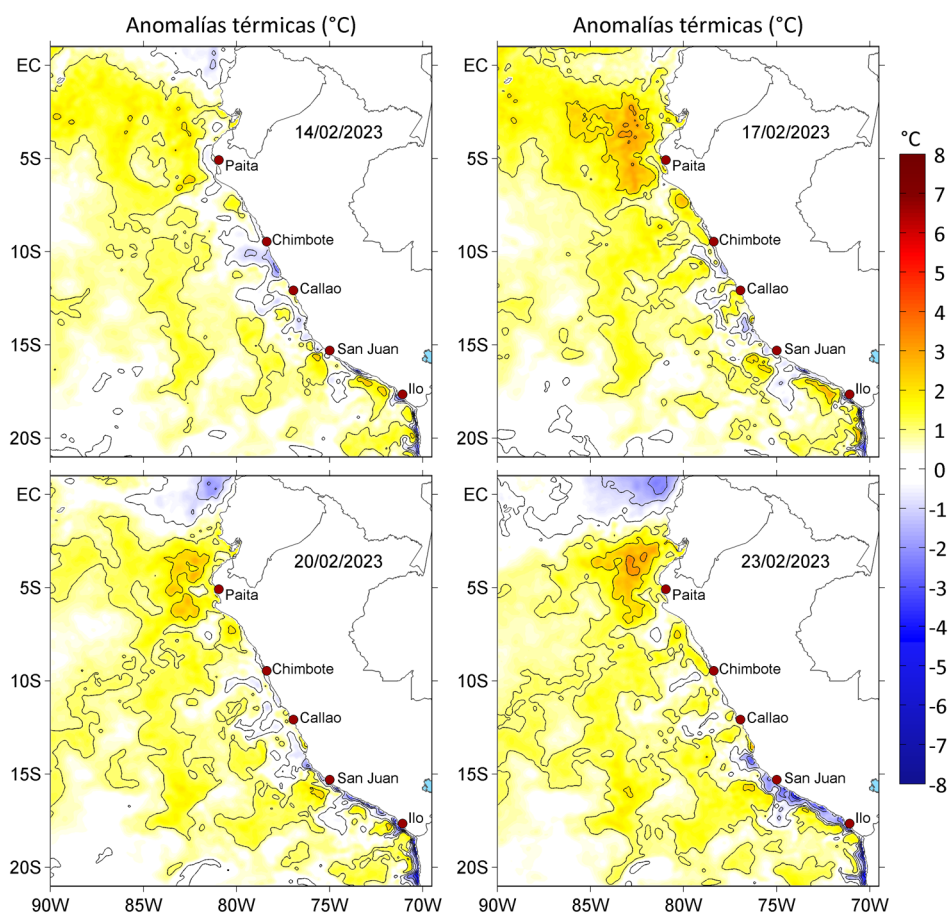 Anomalías térmicas (°C)
Anomalías térmicas (°C)
EC
14/02/2023
5S
Paita
10S
Chimbote
Callao
15S
San Juan
Ilo
20S
17/02/2023
EC
5S
Paita
10S
Chimbote
Callao
15S
San Juan
Ilo
20S
EC
20/02/2023
5S
Paita
10S
Chimbote
Callao
15S
San Juan
Ilo
20S
90W
85W
80W
75W
70W
EC
23/02/2023
5S
Paita
10S
Chimbote
Callao
15S
San Juan
Ilo
20S
90W
85W
80W
75W
70W
°C
8
7
6
5
4
3
2
1
0
-1
-2
-3
-4
-5
-6
-7
-8